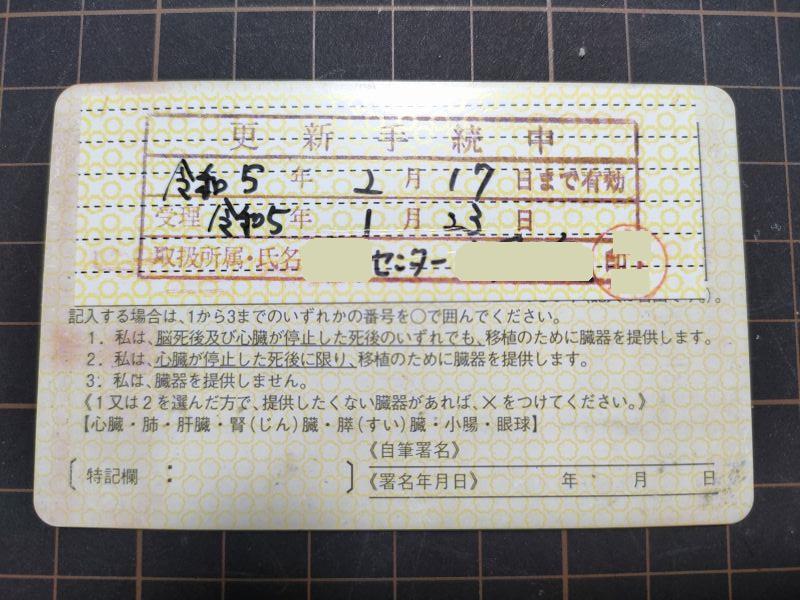 更新手続中
令和5年2月17日まで有効
受理 令和5年1月23日
取扱所属・氏名 センター 印
記入する場合は、1から3までのいずれかの番号を○で囲んでください。
1. 私は、脳死後及び心臓が停止した死後のいずれでも、移植のために臓器を提供します。
2. 私は、心臓が停止した死後に限り、移植のために臓器を提供します。
3. 私は、臓器を提供しません。
《1又は2を選んだ方で、提供したくない臓器があれば、×をつけてください。》
【心臓・肺・肝臓・腎(じん)臓・膵(すい)臓・小腸・眼球】
《自筆署名》
〔特記欄 : 〕
《署名年月日》 年 月 日